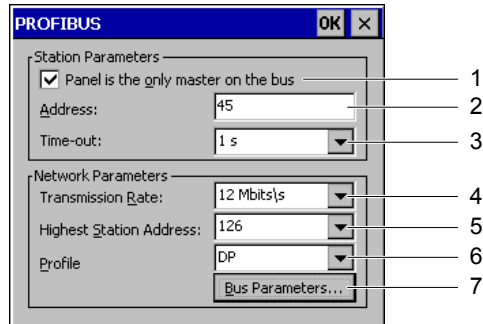 PROFIBUS OK ×
Station Parameters
Panel is the only master on the bus 1
Address: 45 2
Time-out: 1 s 3
Network Parameters
Transmission Rate: 12 Mbits\s 4
Highest Station Address: 126 5
Profile DP 6
Bus Parameters... 7